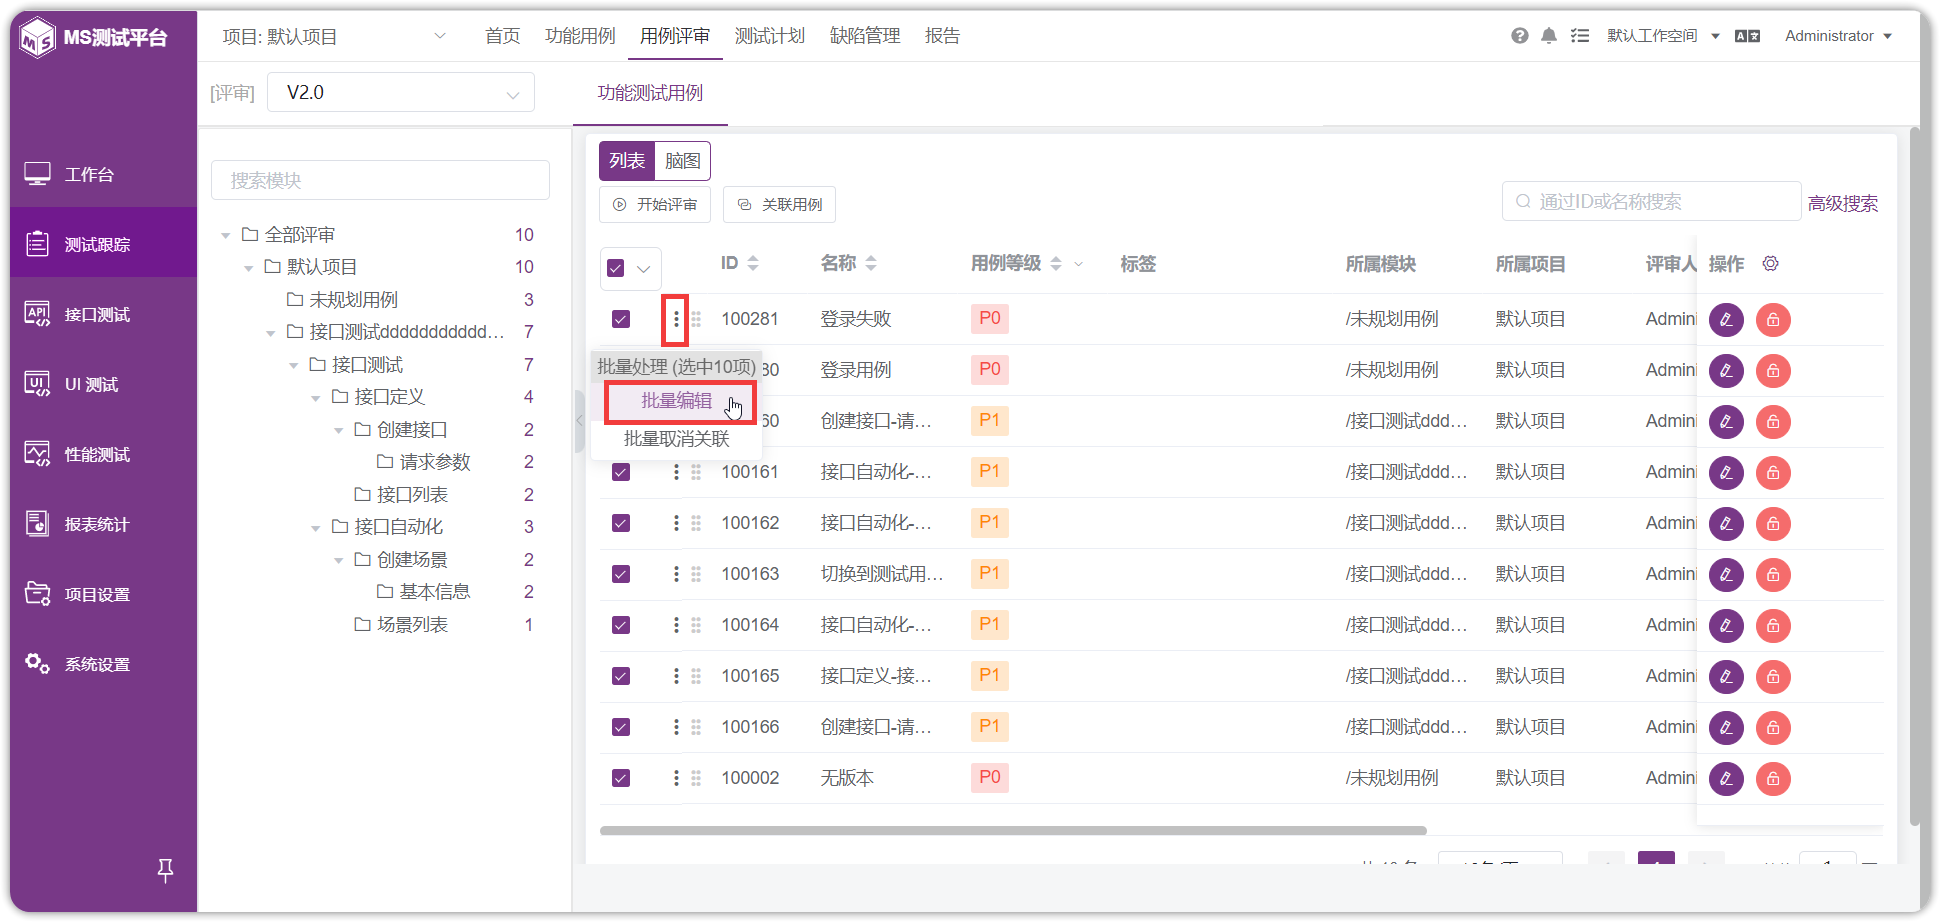 MS测试平台
项目: 默认项目
首页
功能用例
用例评审
测试计划
缺陷管理
报告
默认工作空间
Administrator
[评审]
V2.0
功能测试用例
工作台
测试跟踪
接口测试
UI 测试
性能测试
报表统计
项目设置
系统设置
搜索模块
全部评审 10
默认项目 10
未规划用例 3
接口测试ddddddddddd... 7
接口测试 7
接口定义 4
创建接口 2
请求参数 2
接口列表 2
接口自动化 3
创建场景 2
基本信息 2
场景列表 1
列表
脑图
开始评审
关联用例
通过ID或名称搜索
高级搜索
ID 名称 用例等级 标签 所属模块 所属项目 评审人 操作
100281 登录失败 P0 /未规划用例 默认项目 Admini
批量处理 (选中10项)
80 登录用例 P0 /未规划用例 默认项目 Admini
批量编辑
60 创建接口-请... P1 /接口测试ddd... 默认项目 Admini
批量取消关联
100161 接口自动化-... P1 /接口测试ddd... 默认项目 Admini
100162 接口自动化-... P1 /接口测试ddd... 默认项目 Admini
100163 切换到测试用... P1 /接口测试ddd... 默认项目 Admini
100164 接口自动化-... P1 /接口测试ddd... 默认项目 Admini
100165 接口定义-接... P1 /接口测试ddd... 默认项目 Admini
100166 创建接口-请... P1 /接口测试ddd... 默认项目 Admini
100002 无版本 P0 /未规划用例 默认项目 Admini